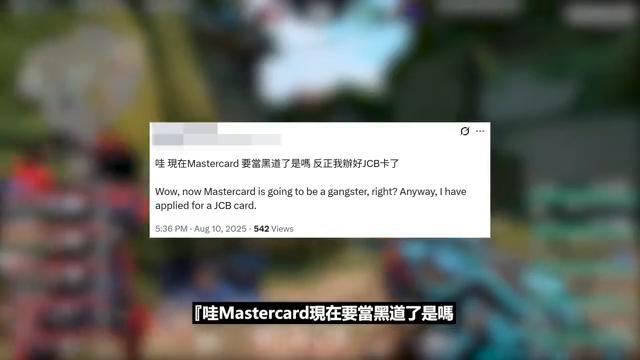 哇 現在Mastercard 要當黑道了是嗎 反正我辦好JCB卡了
Wow, now Mastercard is going to be a gangster, right? Anyway, I have
applied for a JCB card.
5:36 PM · Aug 10, 2025 · 542 Views
『哇Mastercard現在要當黑道了是嗎